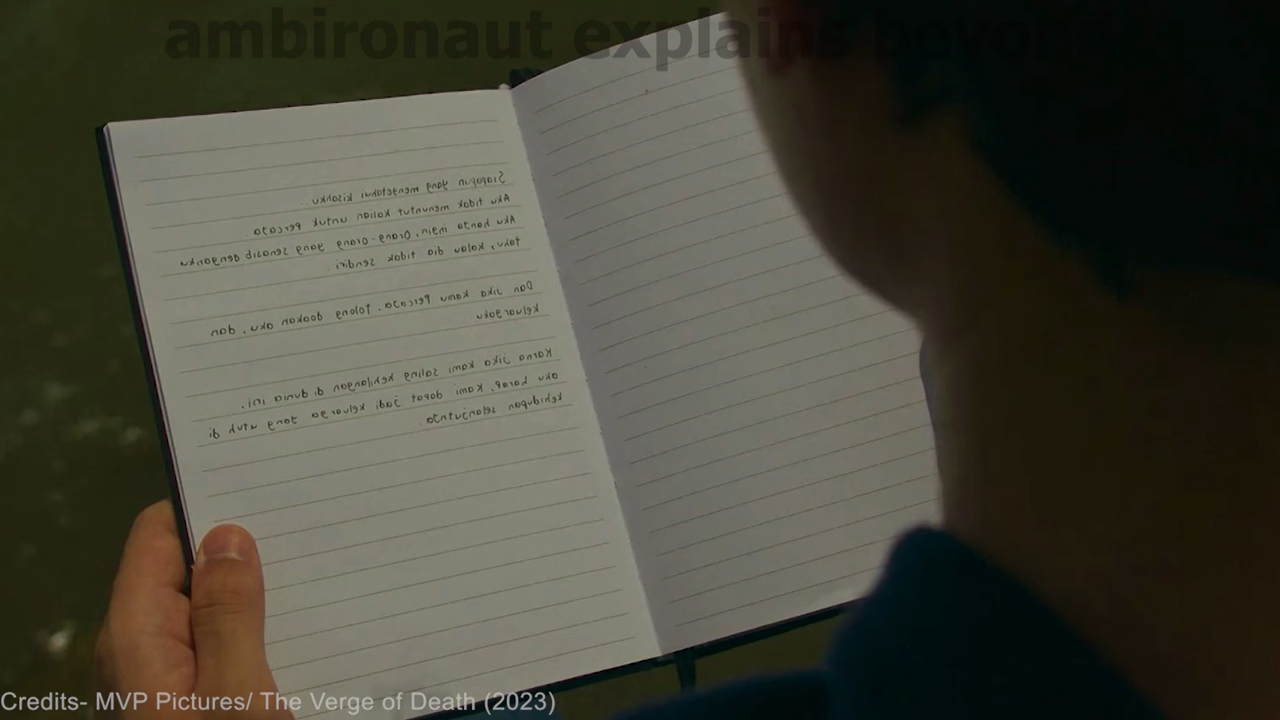 ambironaut explains beyond
Siapapun yang mengetahui kisahku.
Aku tidak menuntut kalian untuk percaya
Aku hanya ingin, Orang-orang yang senasib denganku
tahu, kalau dia tidak sendiri.
Dan jika kamu percaya, tolong doakan aku, dan
keluargaku
Karna jika kami saling kehilangan di dunia ini.
aku harap, kami dapat jadi keluarga yang utuh di
kehidupan selanjutnya
Credits- MVP Pictures/ The Verge of Death (2023)